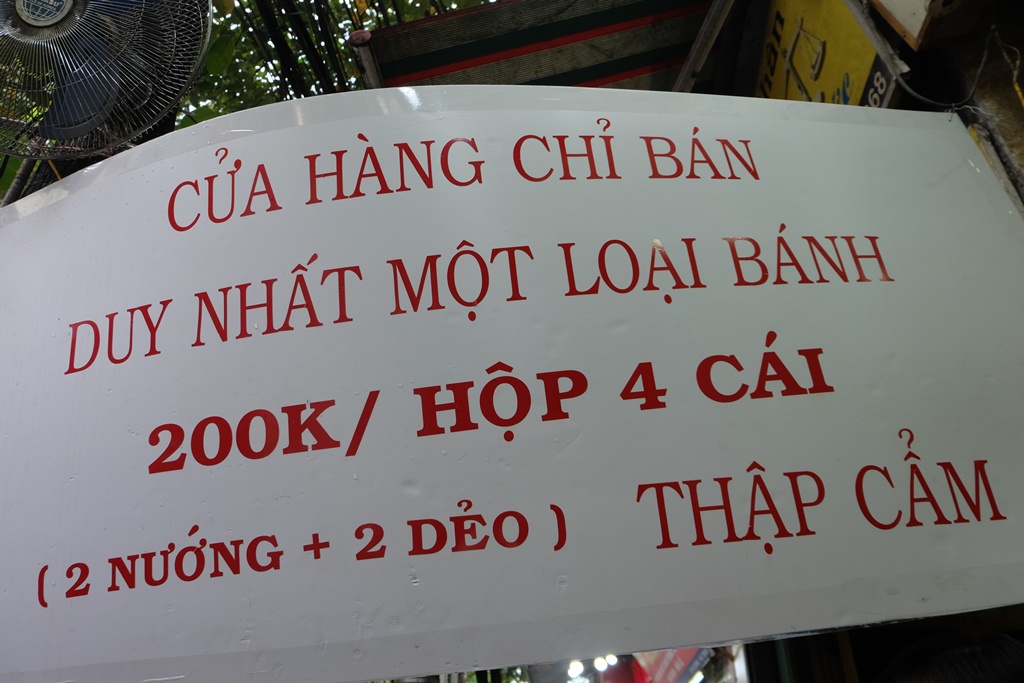 CỬA HÀNG CHỈ BÁN
DUY NHẤT MỘT LOẠI BÁNH
200K/ HỘP 4 CÁI
( 2 NƯỚNG + 2 DẺO ) THẬP CẨM
68